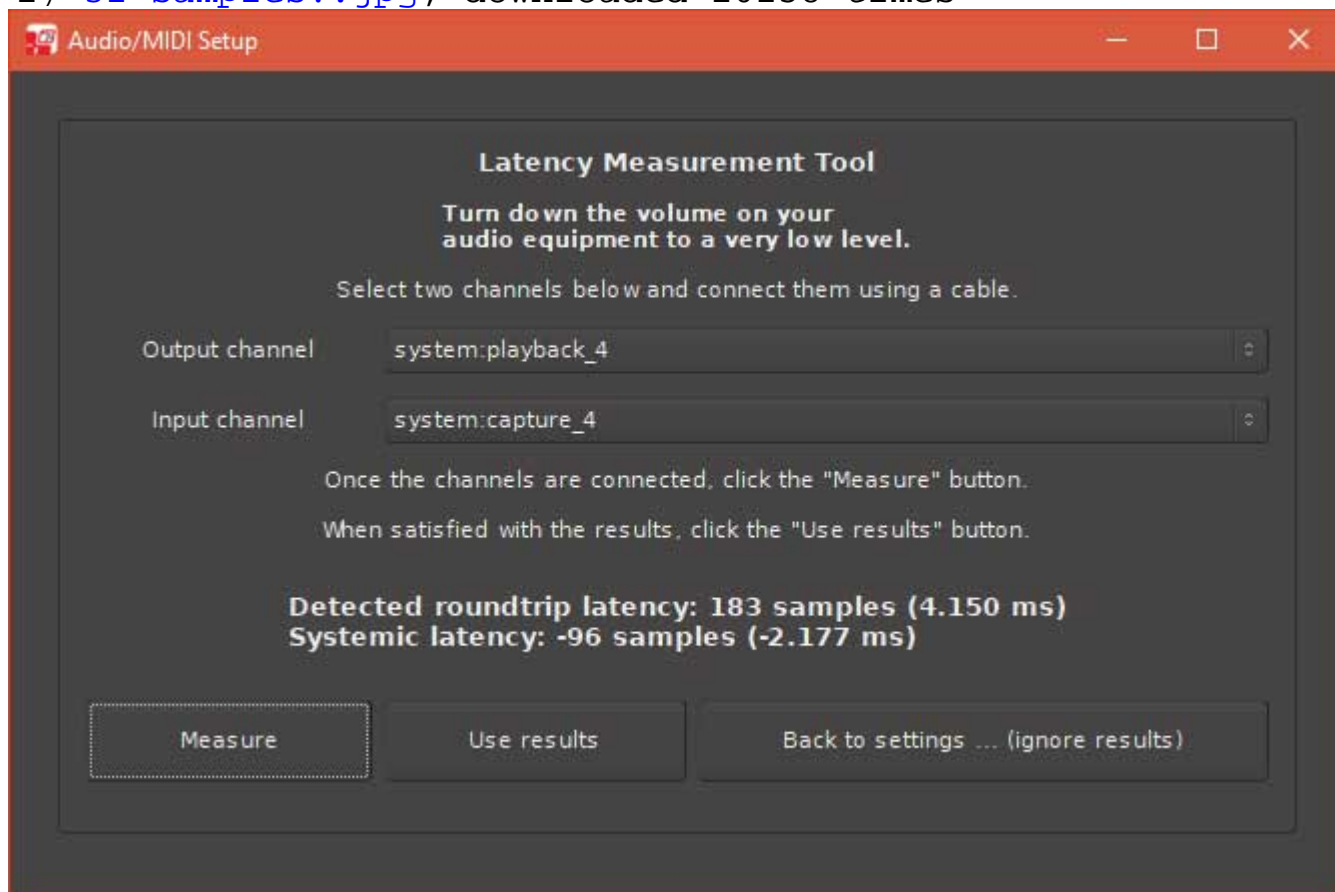 Audio/MIDI Setup
Latency Measurement Tool
Turn down the volume on your
audio equipment to a very low level.
Select two channels below and connect them using a cable.
Output channel system:playback_4
Input channel system:capture_4
Once the channels are connected, click the "Measure" button.
When satisfied with the results, click the "Use results" button.
Detected roundtrip latency: 183 samples (4.150 ms)
Systemic latency: -96 samples (-2.177 ms)
Measure Use results Back to settings ... (ignore results)